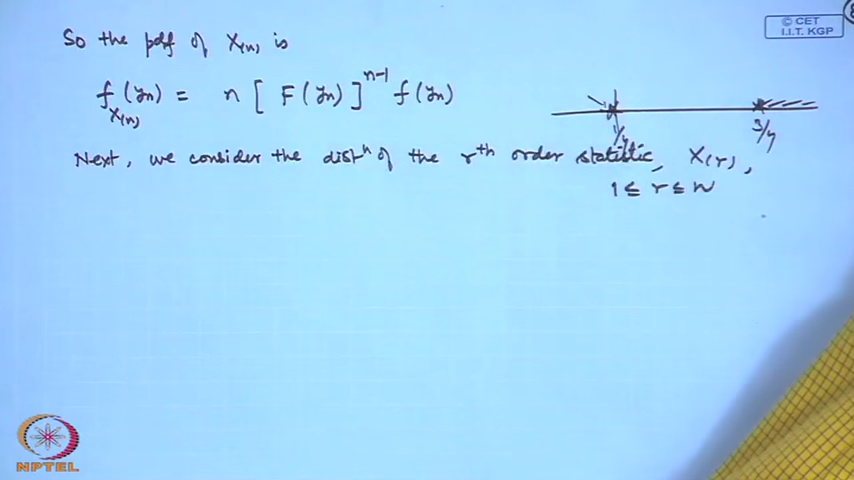 So the pdf of X(n) is
© CET
I.I.T. KGP
f_{X(n)}(yn) = n [ F(yn) ]^{n-1} f(yn)
1/4
3/4
Next, we consider the distⁿ of the rᵗʰ order statistic, X(r),
1 ≤ r ≤ n
NPTEL